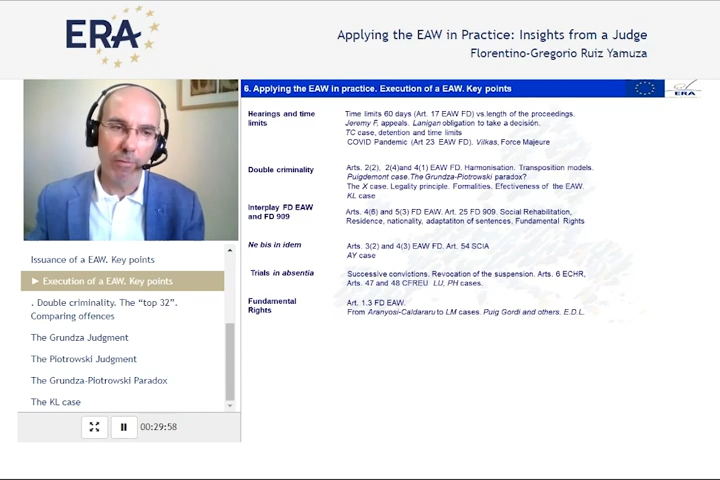 ERA
Applying the EAW in Practice: Insights from a Judge
Florentino-Gregorio Ruiz Yamuza
6. Applying the EAW in practice. Execution of a EAW. Key points
ERA
Hearings and time limits
Time limits 60 days (Art. 17 EAW FD) vs.length of the proceedings.
Jeremy F, appeals. Lanigan obligation to take a decisión.
TC case, detention and time limits
COVID Pandemic (Art 23 EAW FD). Vilkas, Force Majeure
Double criminality
Arts. 2(2), 2(4)and 4(1) EAW FD. Harmonisation. Transposition models.
Puigdemont case.The Grundza-Piotrowski paradox?
The X case. Legality principle. Formalities. Efectiveness of the EAW.
KL case
Interplay FD EAW and FD 909
Arts. 4(6) and 5(3) FD EAW. Art. 25 FD 909. Social Rehabilitation,
Residence, nationality, adaptatiton of sentences, Fundamental Rights
Ne bis in idem
Arts. 3(2) and 4(3) EAW FD. Art. 54 SCIA
AY case
Trials in absentia
Successive convictions. Revocation of the suspension. Arts. 6 ECHR,
Arts. 47 and 48 CFREU LU, PH cases.
Fundamental Rights
Art. 1.3 FD EAW.
From Aranyosi-Caldararu to LM cases. Puig Gordi and others. E.D.L.
Issuance of a EAW. Key points
► Execution of a EAW. Key points
. Double criminality. The “top 32”.
Comparing offences
The Grundza Judgment
The Piotrowski Judgment
The Grundza-Piotrowski Paradox
The KL case
00:29:58